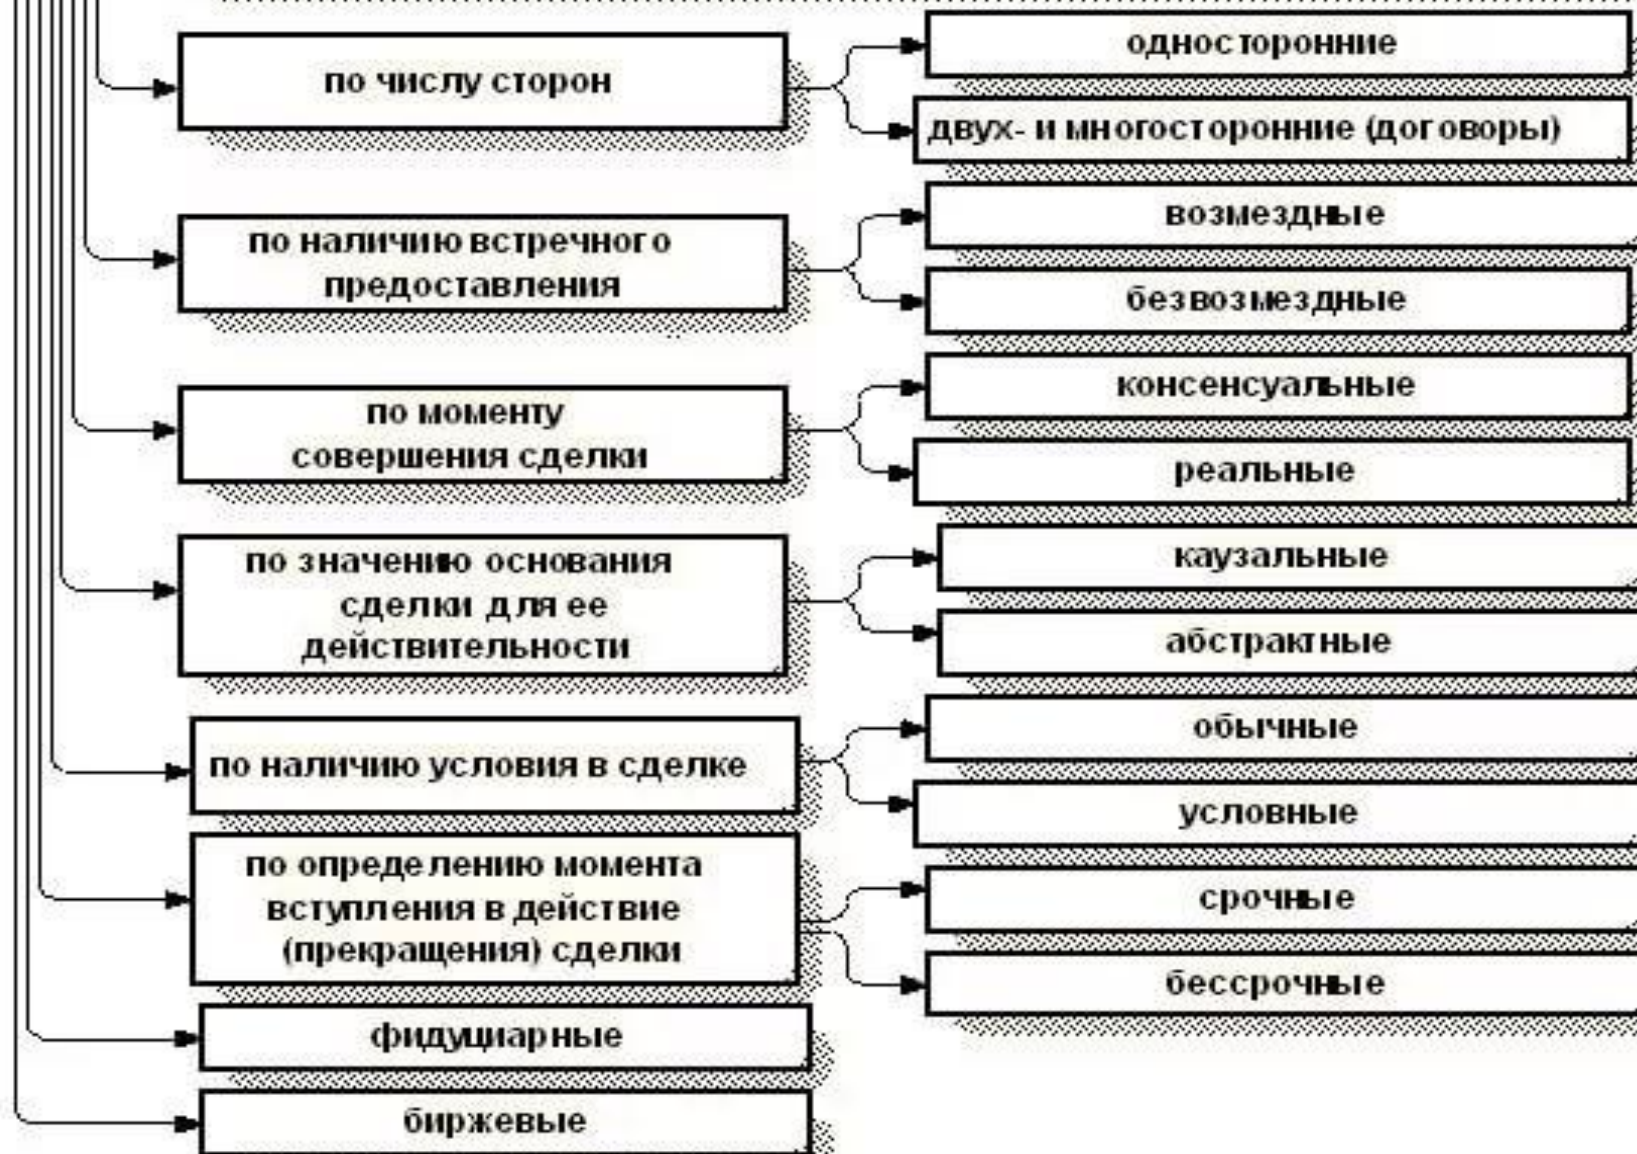 по числу сторон
односторонние
двух- и многосторонние (договоры)
по наличию встречного
предоставления
возмездные
безвозмездные
по моменту
совершения сделки
консенсуальные
реальные
по значению основания
сделки для ее
действительности
каузальные
абстрактные
по наличию условия в сделке
обычные
условные
по определению момента
вступления в действие
(прекращения) сделки
срочные
бессрочные
фидуциарные
биржевые